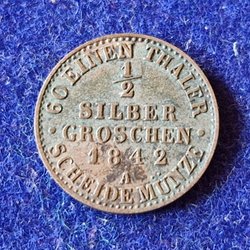 60 EINEN THALER
1/2
SILBER
GROSCHEN
1842
A
SCHEIDEMÜNZE